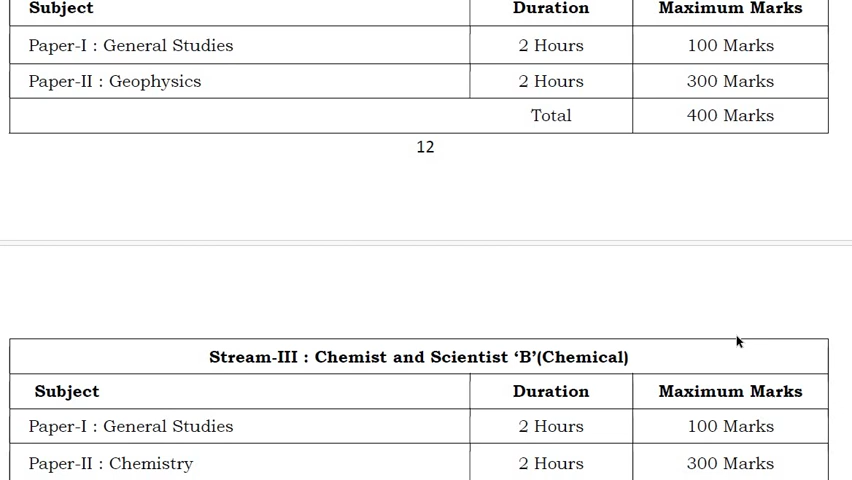 Subject Duration Maximum Marks
Paper-I : General Studies 2 Hours 100 Marks
Paper-II : Geophysics 2 Hours 300 Marks
Total 400 Marks
12
Stream-III : Chemist and Scientist ‘B’(Chemical)
Subject Duration Maximum Marks
Paper-I : General Studies 2 Hours 100 Marks
Paper-II : Chemistry 2 Hours 300 Marks